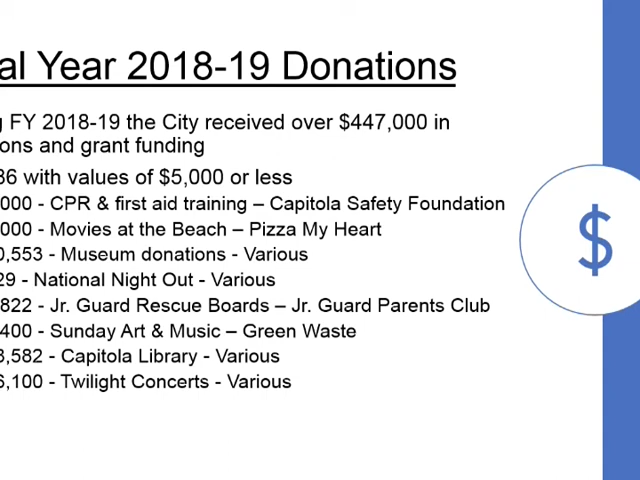 al Year 2018-19 Donations
g FY 2018-19 the City received over $447,000 in
ons and grant funding
36 with values of $5,000 or less
000 - CPR & first aid training – Capitola Safety Foundation
000 - Movies at the Beach – Pizza My Heart
0,553 - Museum donations - Various
29 - National Night Out - Various
822 - Jr. Guard Rescue Boards – Jr. Guard Parents Club
400 - Sunday Art & Music – Green Waste
3,582 - Capitola Library - Various
6,100 - Twilight Concerts - Various
$